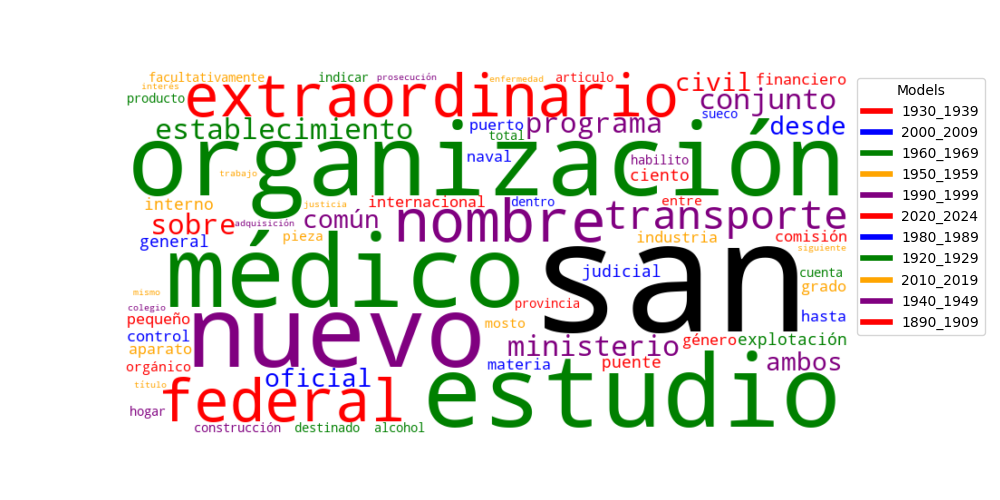 facultativamente indicar prosecución enfermedad articulo civil financiero
interés
producto extraordinario sueco conjunto
establecimiento puerto programa desde
total
organización naval habilito
trabajo ciento
interno justicia internacional dentro entre
sobre adquisición común nombre transporte
general pieza industria comisión
siguiente
médico san judicial cuenta
mismo grado
colegio provincia
pequeño nuevo mosto hasta
control ministerio género explotación
aparato
orgánico oficial materia puente ambos
título federal estudio
hogar
construcción destinado alcohol
Models
1930_1939
2000_2009
1960_1969
1950_1959
1990_1999
2020_2024
1980_1989
1920_1929
2010_2019
1940_1949
1890_1909